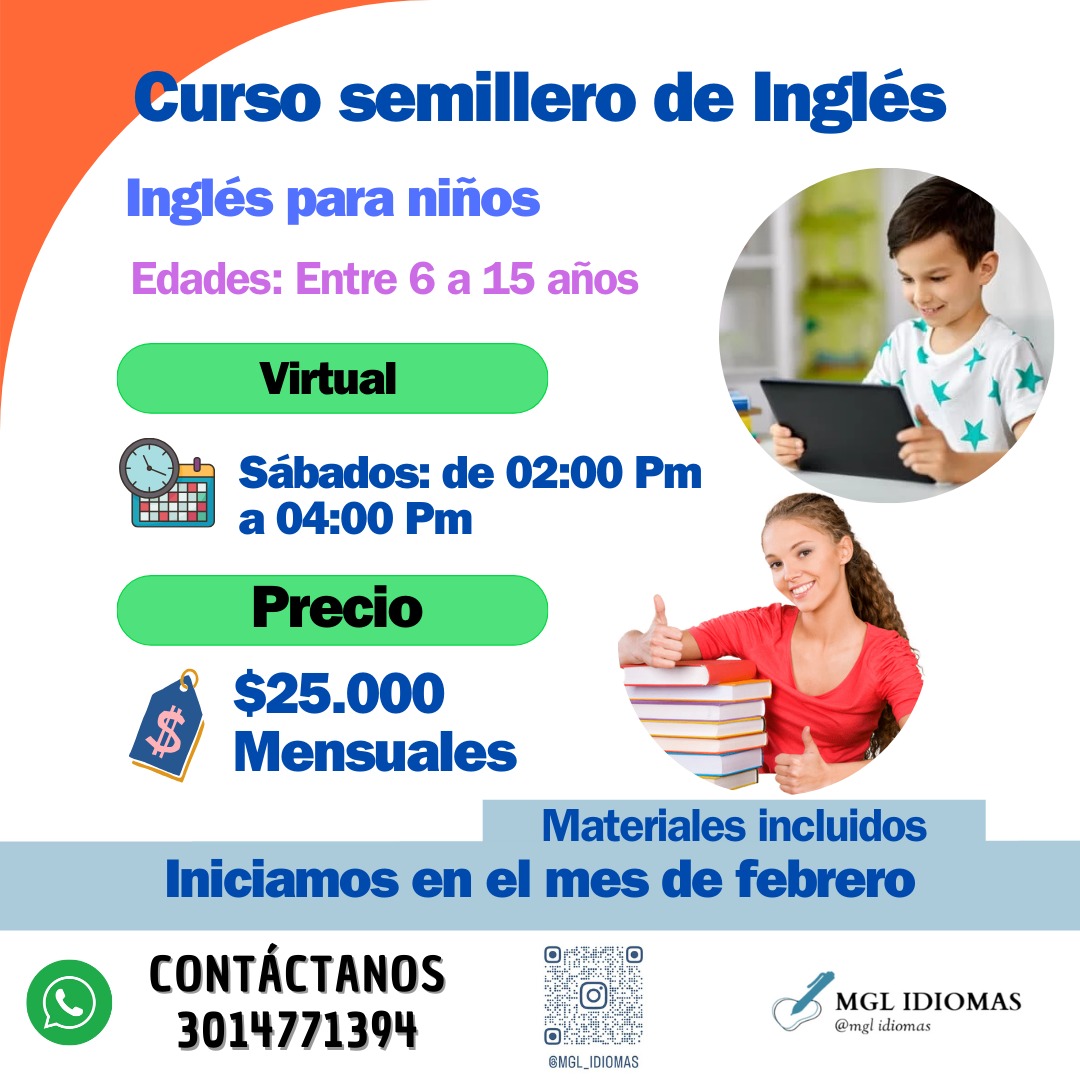 Curso semillero de Inglés
Inglés para niños
Edades: Entre 6 a 15 años
Virtual
Sábados: de 02:00 Pm
a 04:00 Pm
Precio
$
$25.000
Mensuales
Materiales incluidos
Iniciamos en el mes de febrero
CONTÁCTANOS
3014771394
@MGL_IDIOMAS
MGL IDIOMAS
@mgl idiomas